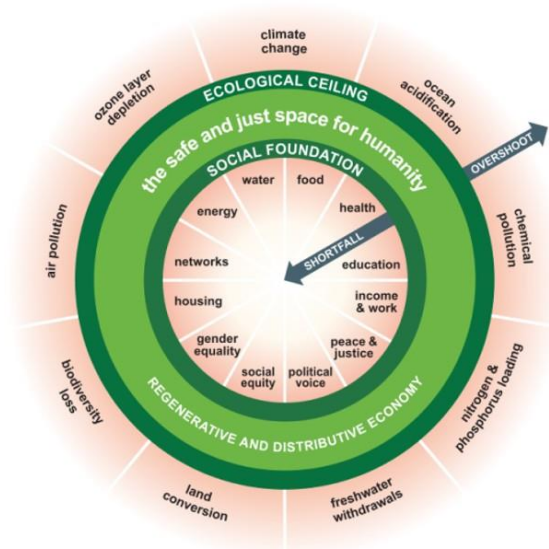 climate
change
ocean
acidification
chemical
pollution
nitrogen &
phosphorus loading
freshwater
withdrawals
land
conversion
biodiversity
loss
air pollution
ozone layer
depletion
OVERSHOOT
ECOLOGICAL CEILING
the safe and just space for humanity
SOCIAL FOUNDATION
water
food
health
SHORTFALL
education
income
& work
peace &
justice
political
voice
social
equity
gender
equality
housing
networks
energy
REGENERATIVE AND DISTRIBUTIVE ECONOMY